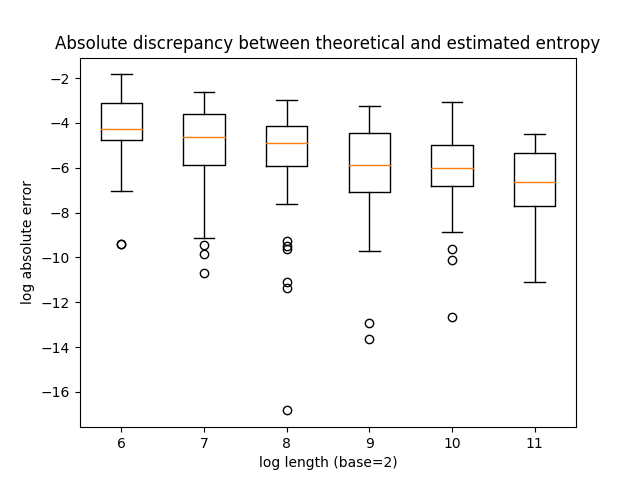 Absolute discrepancy between theoretical and estimated entropy
−2
−4
−6
−8
−10
−12
−14
−16
log absolute error
6 7 8 9 10 11
log length (base=2)